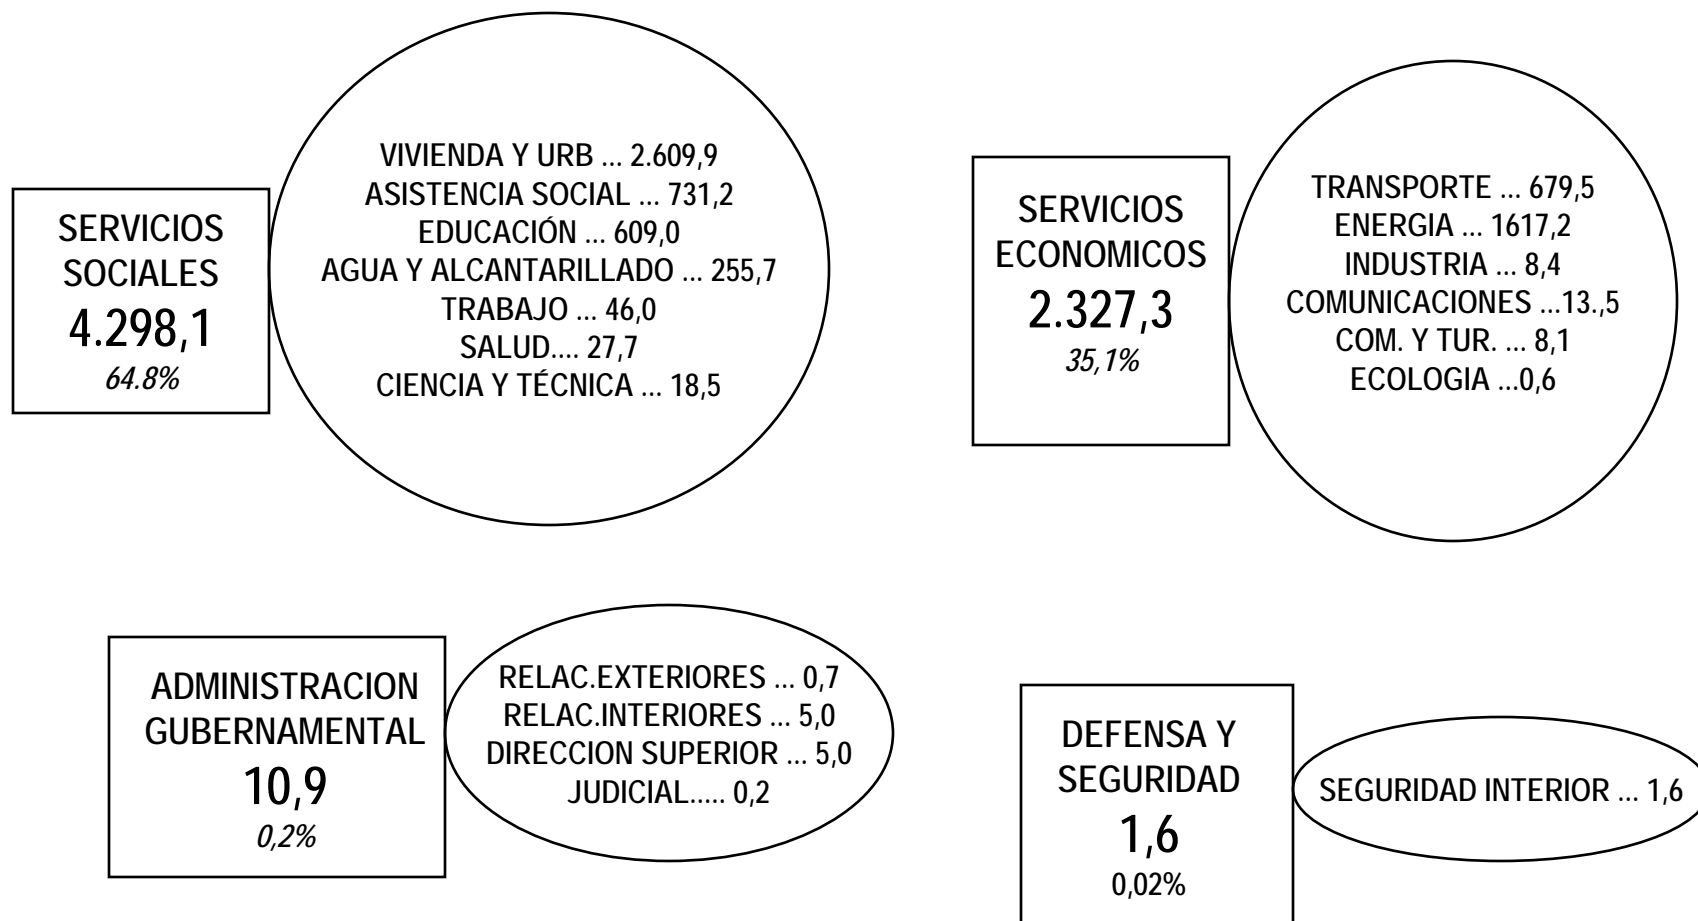 SERVICIOS
SOCIALES
4.298,1
64.8%
VIVIENDA Y URB ... 2.609,9
ASISTENCIA SOCIAL ... 731,2
EDUCACIÓN ... 609,0
AGUA Y ALCANTARILLADO ... 255,7
TRABAJO ... 46,0
SALUD.... 27,7
CIENCIA Y TÉCNICA ... 18,5
SERVICIOS
ECONOMICOS
2.327,3
35,1%
TRANSPORTE ... 679,5
ENERGIA ... 1617,2
INDUSTRIA ... 8,4
COMUNICACIONES ...13.,5
COM. Y TUR. ... 8,1
ECOLOGIA ...0,6
ADMINISTRACION
GUBERNAMENTAL
10,9
0,2%
RELAC.EXTERIORES ... 0,7
RELAC.INTERIORES ... 5,0
DIRECCION SUPERIOR ... 5,0
JUDICIAL..... 0,2
DEFENSA Y
SEGURIDAD
1,6
0,02%
SEGURIDAD INTERIOR ... 1,6